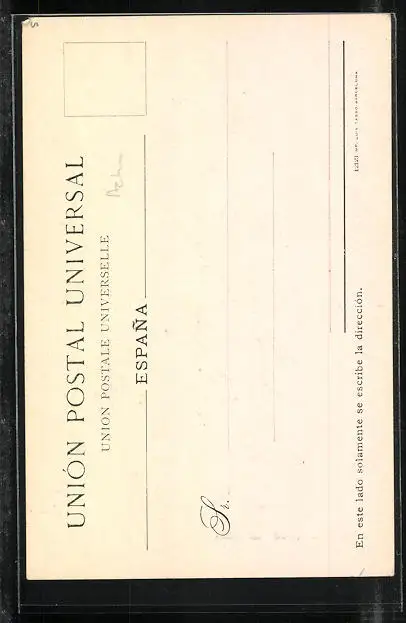 UNIÓN POSTAL UNIVERSAL
UNION POSTALE UNIVERSELLE
ESPAÑA
Sr.
En este lado solamente se escribe la dirección.